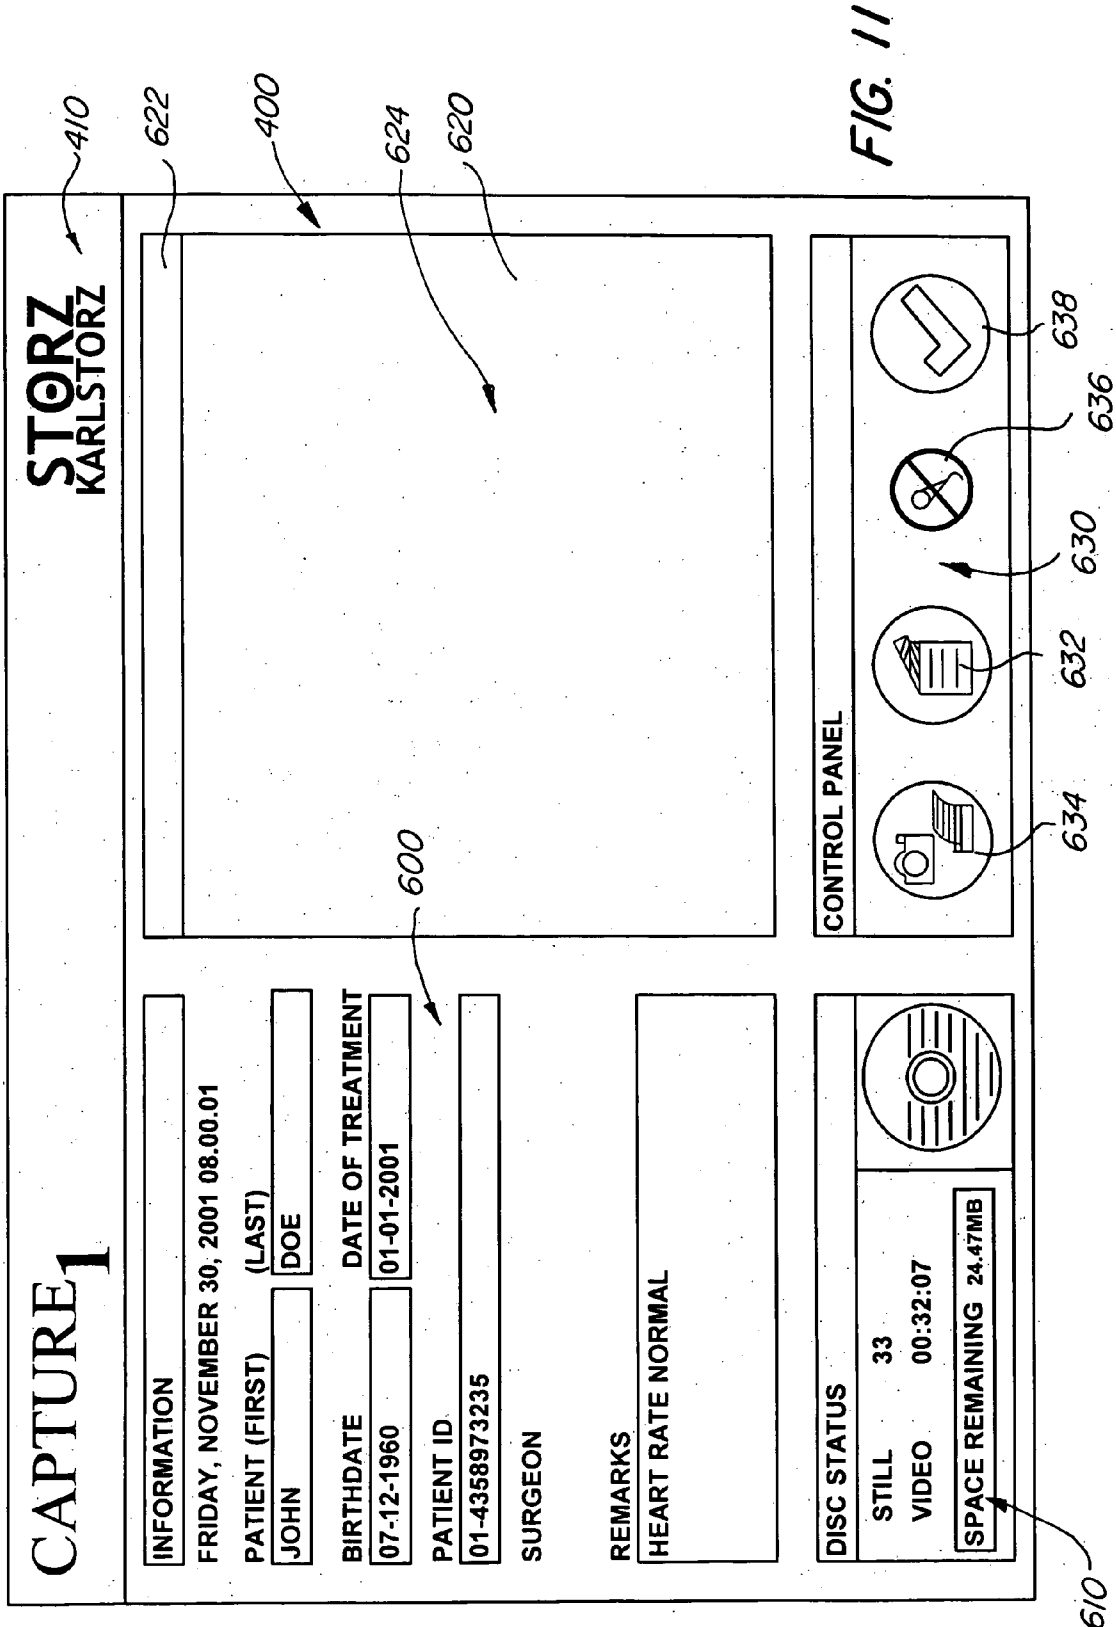 CAPTURE1
STORZ
KARLSTORZ
410
622
400
624
620
INFORMATION
FRIDAY, NOVEMBER 30, 2001 08.00.01
PATIENT (FIRST) (LAST)
JOHN DOE
BIRTHDATE DATE OF TREATMENT
07-12-1960 01-01-2001
PATIENT ID
01-4358973235
600
SURGEON
REMARKS
HEART RATE NORMAL
DISC STATUS
STILL 33
VIDEO 00:32:07
SPACE REMAINING 24.47MB
610
CONTROL PANEL
634
632
630
636
638
FIG. 11